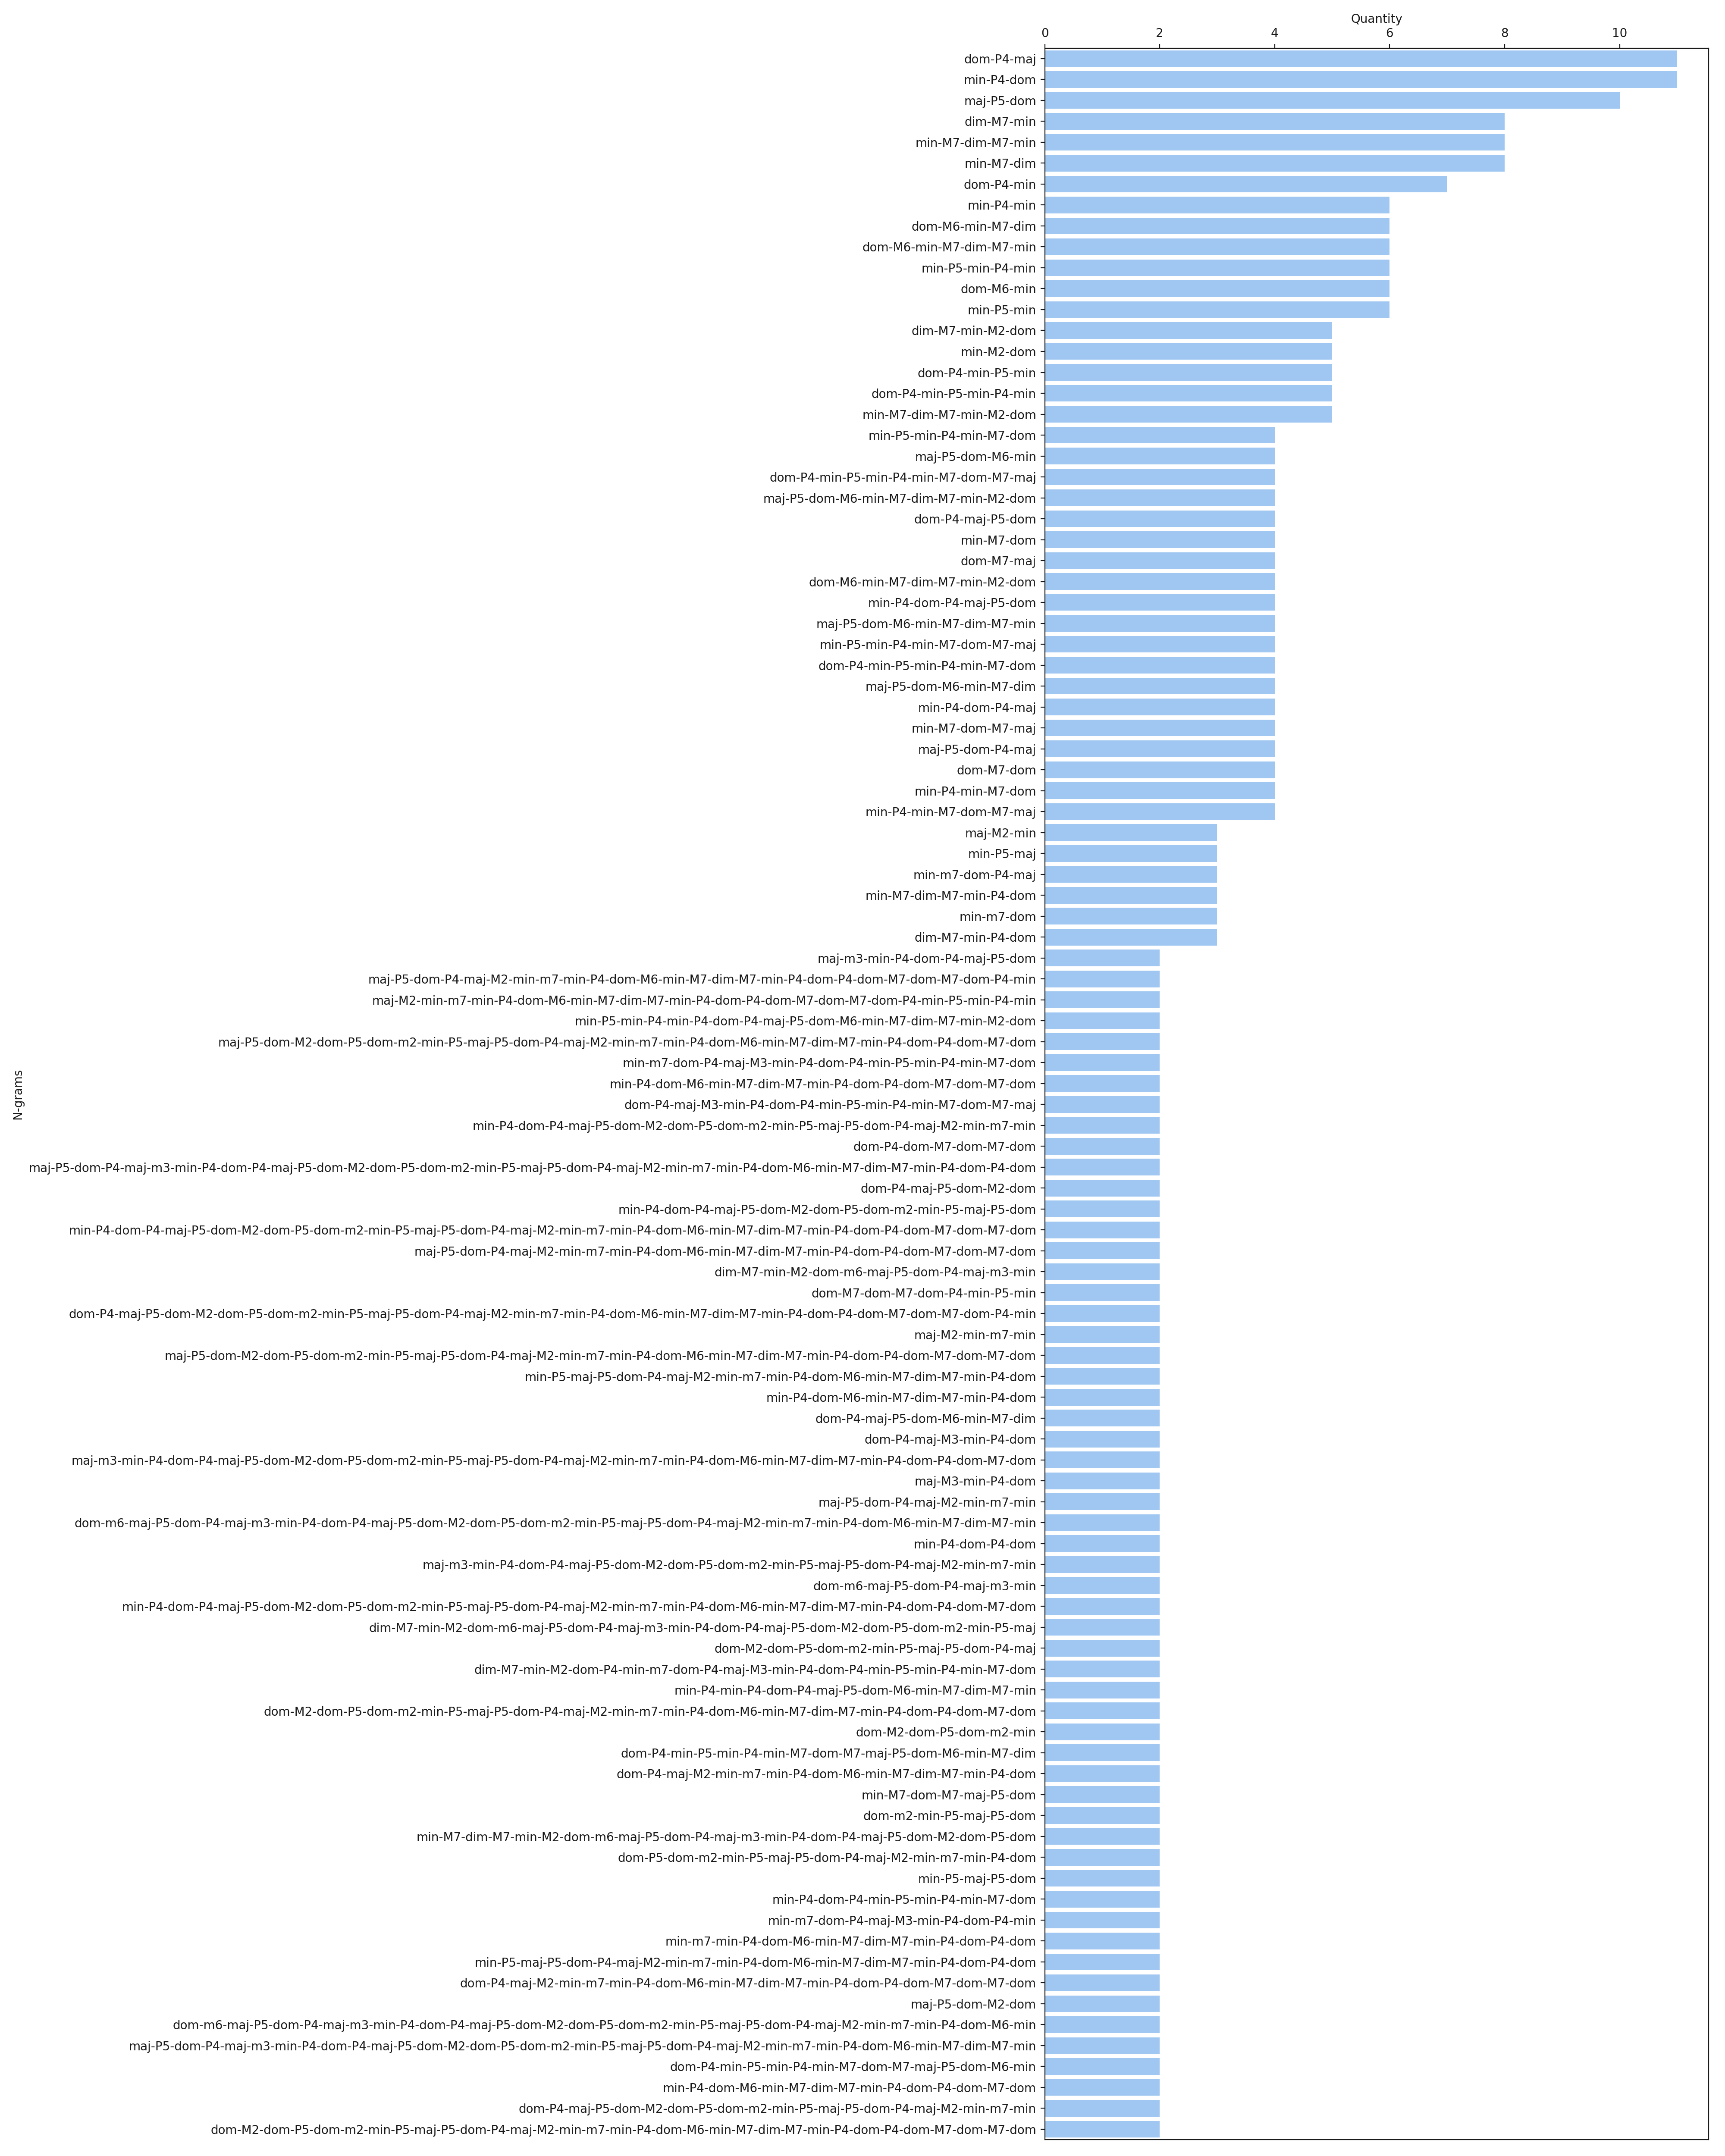 Quantity
0 2 4 6 8 10
dom-P4-maj
min-P4-dom
maj-P5-dom
dim-M7-min
min-M7-dim-M7-min
min-M7-dim
dom-P4-min
min-P4-min
dom-M6-min-M7-dim
dom-M6-min-M7-dim-M7-min
min-P5-min-P4-min
dom-M6-min
min-P5-min
dim-M7-min-M2-dom
min-M2-dom
dom-P4-min-P5-min
dom-P4-min-P5-min-P4-min
min-M7-dim-M7-min-M2-dom
min-P5-min-P4-min-M7-dom
maj-P5-dom-M6-min
dom-P4-min-P5-min-P4-min-M7-dom-M7-maj
maj-P5-dom-M6-min-M7-dim-M7-min-M2-dom
dom-P4-maj-P5-dom
min-M7-dom
dom-M7-maj
dom-M6-min-M7-dim-M7-min-M2-dom
min-P4-dom-P4-maj-P5-dom
maj-P5-dom-M6-min-M7-dim-M7-min
min-P5-min-P4-min-M7-dom-M7-maj
dom-P4-min-P5-min-P4-min-M7-dom
maj-P5-dom-M6-min-M7-dim
min-P4-dom-P4-maj
min-M7-dom-M7-maj
maj-P5-dom-P4-maj
dom-M7-dom
min-P4-min-M7-dom
min-P4-min-M7-dom-M7-maj
maj-M2-min
min-P5-maj
min-m7-dom-P4-maj
min-M7-dim-M7-min-P4-dom
min-m7-dom
dim-M7-min-P4-dom
maj-m3-min-P4-dom-P4-maj-P5-dom
maj-P5-dom-P4-maj-M2-min-m7-min-P4-dom-M6-min-M7-dim-M7-min-P4-dom-P4-dom-M7-dom-M7-dom-P4-min
maj-M2-min-m7-min-P4-dom-M6-min-M7-dim-M7-min-P4-dom-P4-dom-M7-dom-M7-dom-P4-min-P5-min-P4-min
min-P5-min-P4-min-P4-dom-P4-maj-P5-dom-M6-min-M7-dim-M7-min-M2-dom
maj-P5-dom-M2-dom-P5-dom-m2-min-P5-maj-P5-dom-P4-maj-M2-min-m7-min-P4-dom-M6-min-M7-dim-M7-min-P4-dom-P4-dom-M7-dom
min-m7-dom-P4-maj-M3-min-P4-dom-P4-min-P5-min-P4-min-M7-dom
min-P4-dom-M6-min-M7-dim-M7-min-P4-dom-P4-dom-M7-dom-M7-dom
dom-P4-maj-M3-min-P4-dom-P4-min-P5-min-P4-min-M7-dom-M7-maj
min-P4-dom-P4-maj-P5-dom-M2-dom-P5-dom-m2-min-P5-maj-P5-dom-P4-maj-M2-min-m7-min
dom-P4-dom-M7-dom-M7-dom
maj-P5-dom-P4-maj-m3-min-P4-dom-P4-maj-P5-dom-M2-dom-P5-dom-m2-min-P5-maj-P5-dom-P4-maj-M2-min-m7-min-P4-dom-M6-min-M7-dim-M7-min-P4-dom-P4-dom
dom-P4-maj-P5-dom-M2-dom
min-P4-dom-P4-maj-P5-dom-M2-dom-P5-dom-m2-min-P5-maj-P5-dom
min-P4-dom-P4-maj-P5-dom-M2-dom-P5-dom-m2-min-P5-maj-P5-dom-P4-maj-M2-min-m7-min-P4-dom-M6-min-M7-dim-M7-min-P4-dom-P4-dom-M7-dom-M7-dom
maj-P5-dom-P4-maj-M2-min-m7-min-P4-dom-M6-min-M7-dim-M7-min-P4-dom-P4-dom-M7-dom-M7-dom
dim-M7-min-M2-dom-m6-maj-P5-dom-P4-maj-m3-min
dom-M7-dom-M7-dom-P4-min-P5-min
dom-P4-maj-P5-dom-M2-dom-P5-dom-m2-min-P5-maj-P5-dom-P4-maj-M2-min-m7-min-P4-dom-M6-min-M7-dim-M7-min-P4-dom-P4-dom-M7-dom-M7-dom-P4-min
maj-M2-min-m7-min
maj-P5-dom-M2-dom-P5-dom-m2-min-P5-maj-P5-dom-P4-maj-M2-min-m7-min-P4-dom-M6-min-M7-dim-M7-min-P4-dom-P4-dom-M7-dom-M7-dom
min-P5-maj-P5-dom-P4-maj-M2-min-m7-min-P4-dom-M6-min-M7-dim-M7-min-P4-dom
min-P4-dom-M6-min-M7-dim-M7-min-P4-dom
dom-P4-maj-P5-dom-M6-min-M7-dim
dom-P4-maj-M3-min-P4-dom
maj-m3-min-P4-dom-P4-maj-P5-dom-M2-dom-P5-dom-m2-min-P5-maj-P5-dom-P4-maj-M2-min-m7-min-P4-dom-M6-min-M7-dim-M7-min-P4-dom-P4-dom-M7-dom
maj-M3-min-P4-dom
maj-P5-dom-P4-maj-M2-min-m7-min
dom-m6-maj-P5-dom-P4-maj-m3-min-P4-dom-P4-maj-P5-dom-M2-dom-P5-dom-m2-min-P5-maj-P5-dom-P4-maj-M2-min-m7-min-P4-dom-M6-min-M7-dim-M7-min
min-P4-dom-P4-dom
maj-m3-min-P4-dom-P4-maj-P5-dom-M2-dom-P5-dom-m2-min-P5-maj-P5-dom-P4-maj-M2-min-m7-min
dom-m6-maj-P5-dom-P4-maj-m3-min
min-P4-dom-P4-maj-P5-dom-M2-dom-P5-dom-m2-min-P5-maj-P5-dom-P4-maj-M2-min-m7-min-P4-dom-M6-min-M7-dim-M7-min-P4-dom-P4-dom-M7-dom
dim-M7-min-M2-dom-m6-maj-P5-dom-P4-maj-m3-min-P4-dom-P4-maj-P5-dom-M2-dom-P5-dom-m2-min-P5-maj
dom-M2-dom-P5-dom-m2-min-P5-maj-P5-dom-P4-maj
dim-M7-min-M2-dom-P4-min-m7-dom-P4-maj-M3-min-P4-dom-P4-min-P5-min-P4-min-M7-dom
min-P4-min-P4-dom-P4-maj-P5-dom-M6-min-M7-dim-M7-min
dom-M2-dom-P5-dom-m2-min-P5-maj-P5-dom-P4-maj-M2-min-m7-min-P4-dom-M6-min-M7-dim-M7-min-P4-dom-P4-dom-M7-dom
dom-M2-dom-P5-dom-m2-min
dom-P4-min-P5-min-P4-min-M7-dom-M7-maj-P5-dom-M6-min-M7-dim
dom-P4-maj-M2-min-m7-min-P4-dom-M6-min-M7-dim-M7-min-P4-dom
min-M7-dom-M7-maj-P5-dom
dom-m2-min-P5-maj-P5-dom
min-M7-dim-M7-min-M2-dom-m6-maj-P5-dom-P4-maj-m3-min-P4-dom-P4-maj-P5-dom-M2-dom-P5-dom
dom-P5-dom-m2-min-P5-maj-P5-dom-P4-maj-M2-min-m7-min-P4-dom
min-P5-maj-P5-dom
min-P4-dom-P4-min-P5-min-P4-min-M7-dom
min-m7-dom-P4-maj-M3-min-P4-dom-P4-min
min-m7-min-P4-dom-M6-min-M7-dim-M7-min-P4-dom-P4-dom
min-P5-maj-P5-dom-P4-maj-M2-min-m7-min-P4-dom-M6-min-M7-dim-M7-min-P4-dom-P4-dom
dom-P4-maj-M2-min-m7-min-P4-dom-M6-min-M7-dim-M7-min-P4-dom-P4-dom-M7-dom-M7-dom
maj-P5-dom-M2-dom
dom-m6-maj-P5-dom-P4-maj-m3-min-P4-dom-P4-maj-P5-dom-M2-dom-P5-dom-m2-min-P5-maj-P5-dom-P4-maj-M2-min-m7-min-P4-dom-M6-min
maj-P5-dom-P4-maj-m3-min-P4-dom-P4-maj-P5-dom-M2-dom-P5-dom-m2-min-P5-maj-P5-dom-P4-maj-M2-min-m7-min-P4-dom-M6-min-M7-dim-M7-min
dom-P4-min-P5-min-P4-min-M7-dom-M7-maj-P5-dom-M6-min
min-P4-dom-M6-min-M7-dim-M7-min-P4-dom-P4-dom-M7-dom
dom-P4-maj-P5-dom-M2-dom-P5-dom-m2-min-P5-maj-P5-dom-P4-maj-M2-min-m7-min
dom-M2-dom-P5-dom-m2-min-P5-maj-P5-dom-P4-maj-M2-min-m7-min-P4-dom-M6-min-M7-dim-M7-min-P4-dom-P4-dom-M7-dom-M7-dom
N-grams